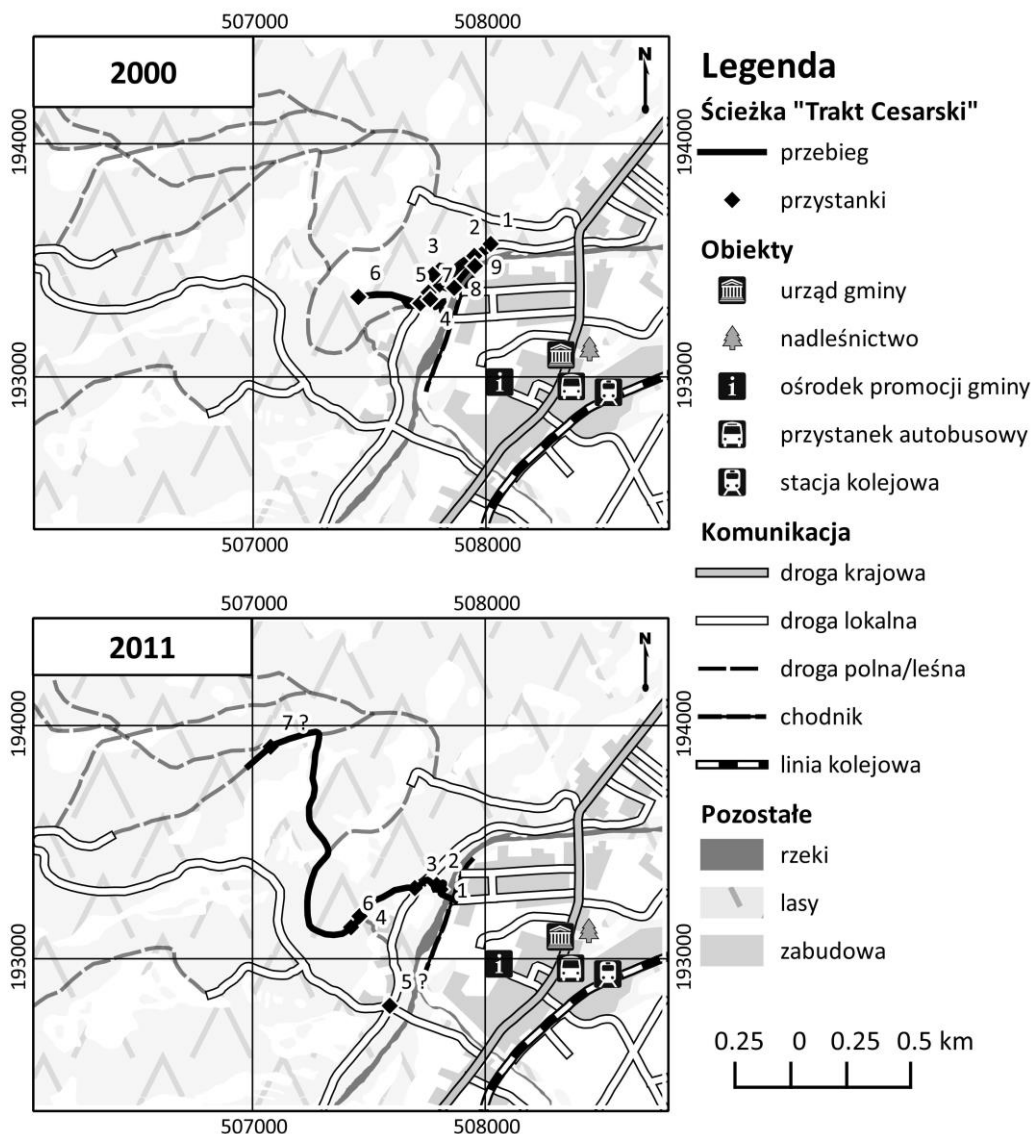 507000 508000
2000
N
194000 194000
1
2
3
9
6 5 7
8
4
193000 193000
507000 508000
507000 508000
2011
N
194000 194000
7 ?
3 2
1
6
4
193000 193000
5 ?
507000 508000
Legenda
Ścieżka "Trakt Cesarski"
przebieg
przystanki
Obiekty
urząd gminy
nadleśnictwo
i ośrodek promocji gminy
przystanek autobusowy
stacja kolejowa
Komunikacja
droga krajowa
droga lokalna
droga polna/leśna
chodnik
linia kolejowa
Pozostałe
rzeki
lasy
zabudowa
0.25 0 0.25 0.5 km